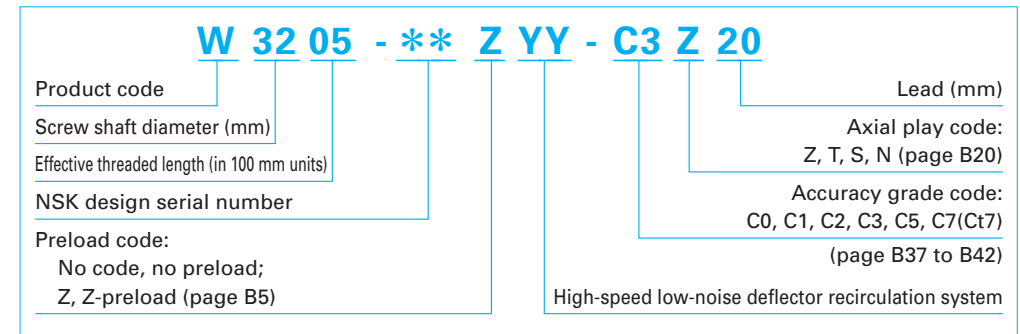 W 32 05 - ** Z YY - C3 Z 20
Product code
Screw shaft diameter (mm)
Effective threaded length (in 100 mm units)
NSK design serial number
Preload code:
No code, no preload;
Z, Z-preload (page B5)
Lead (mm)
Axial play code:
Z, T, S, N (page B20)
Accuracy grade code:
C0, C1, C2, C3, C5, C7(Ct7)
(page B37 to B42)
High-speed low-noise deflector recirculation system